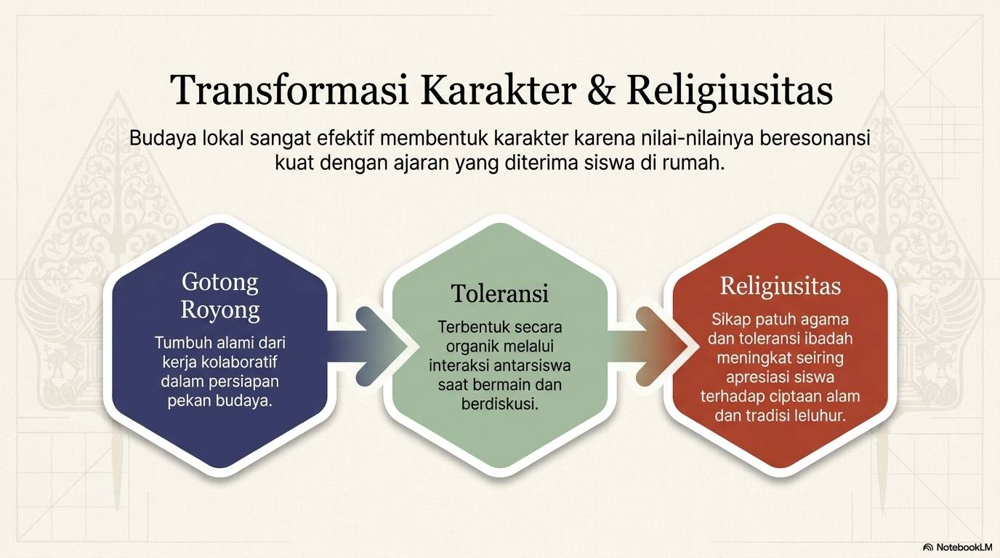 Transformasi Karakter & Religiusitas
Budaya lokal sangat efektif membentuk karakter karena nilai-nilainya beresonansi
kuat dengan ajaran yang diterima siswa di rumah.
Gotong
Royong
Tumbuh alami dari
kerja kolaboratif
dalam persiapan
pekan budaya.
Toleransi
Terbentuk secara
organik melalui
interaksi antarsiswa
saat bermain dan
berdiskusi.
Religiusitas
Sikap patuh agama
dan toleransi ibadah
meningkat seiring
apresiasi siswa
terhadap ciptaan alam
dan tradisi leluhur.
NotebookLM